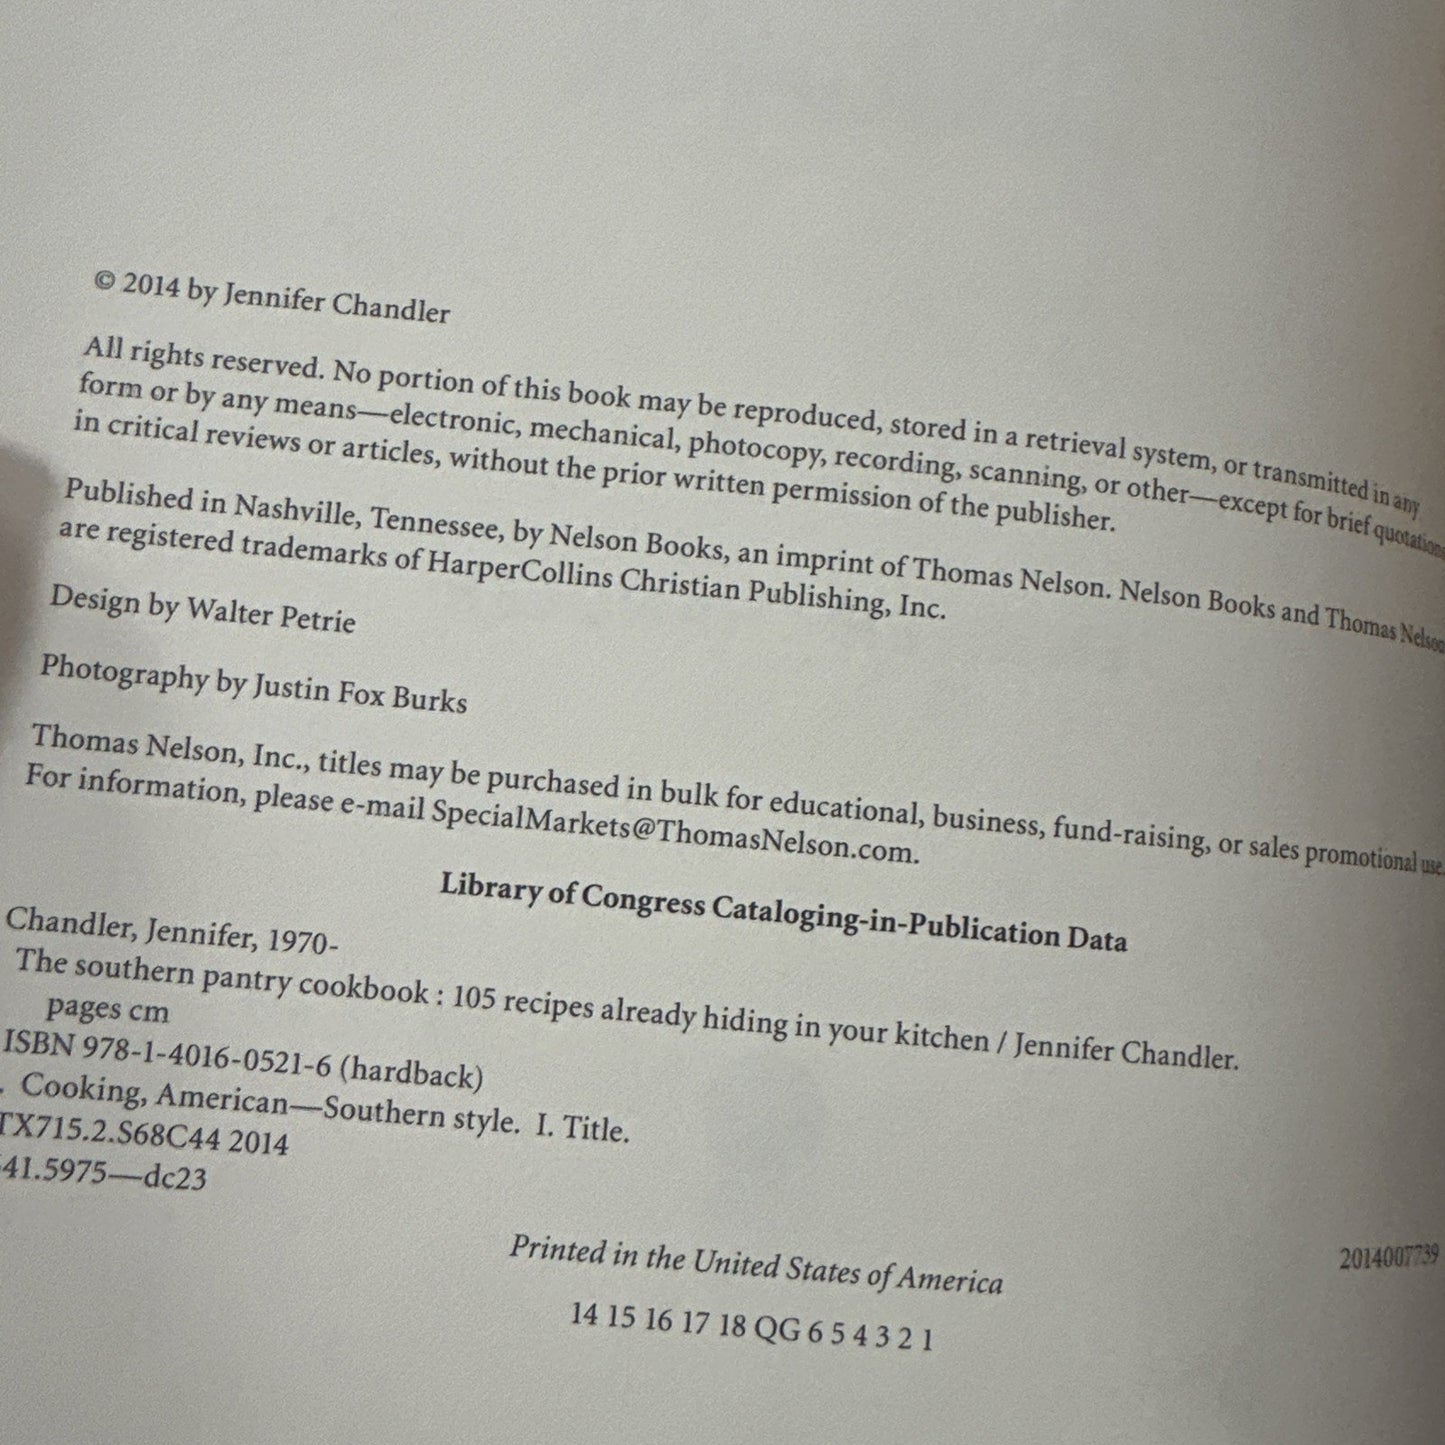 © 2014 by Jennifer Chandler
All rights reserved. No portion of this book may be reproduced, stored in a retrieval system, or transmitted in any
form or by any means—electronic, mechanical, photocopy, recording, scanning, or other—except for brief quotations
in critical reviews or articles, without the prior written permission of the publisher.
Published in Nashville, Tennessee, by Nelson Books, an imprint of Thomas Nelson. Nelson Books and Thomas Nelson
are registered trademarks of HarperCollins Christian Publishing, Inc.
Design by Walter Petrie
Photography by Justin Fox Burks
Thomas Nelson, Inc., titles may be purchased in bulk for educational, business, fund-raising, or sales promotional use.
For information, please e-mail SpecialMarkets@ThomasNelson.com.
Library of Congress Cataloging-in-Publication Data
Chandler, Jennifer, 1970-
The southern pantry cookbook : 105 recipes already hiding in your kitchen / Jennifer Chandler.
pages cm
ISBN 978-1-4016-0521-6 (hardback)
. Cooking, American—Southern style. I. Title.
TX715.2.S68C44 2014
41.5975—dc23
2014007739
Printed in the United States of America
14 15 16 17 18 QG 6 5 4 3 2 1